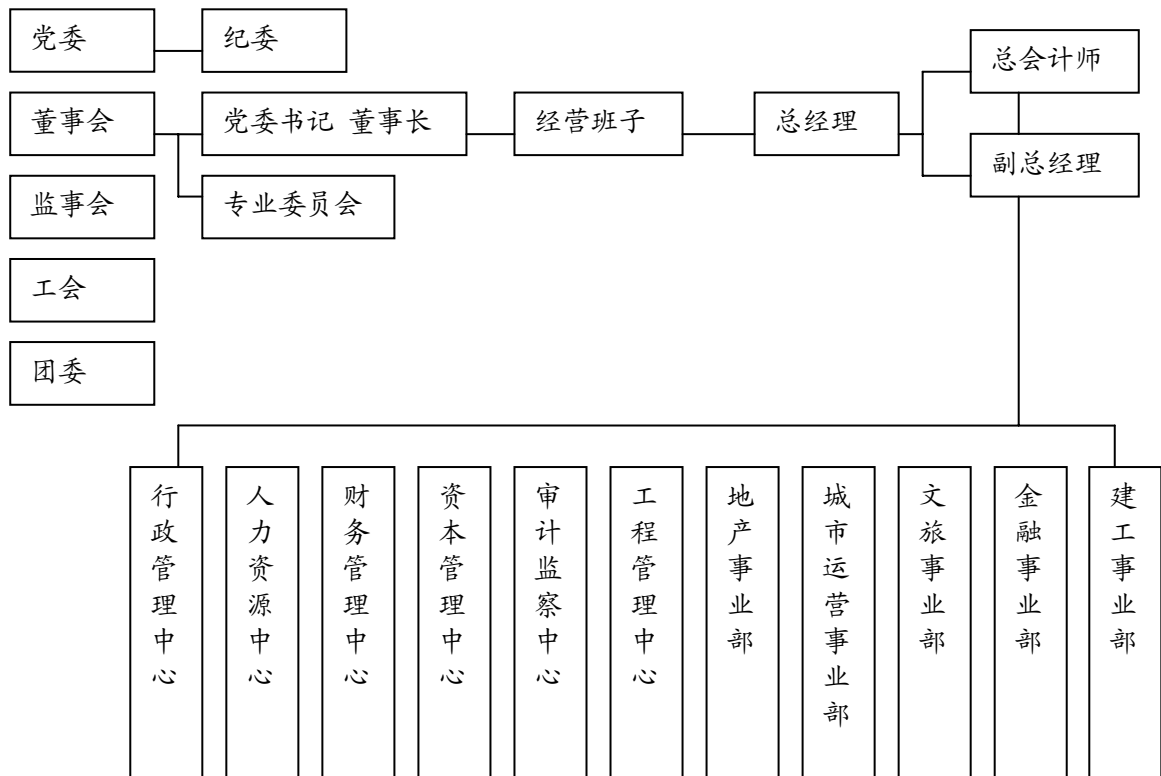 党委
纪委
总会计师
董事会
党委书记 董事长
经营班子
总经理
副总经理
监事会
专业委员会
工会
团委
行政管理中心
人力资源中心
财务管理中心
资本管理中心
审计监察中心
工程管理中心
地产事业部
城市运营事业部
文旅事业部
金融事业部
建工事业部